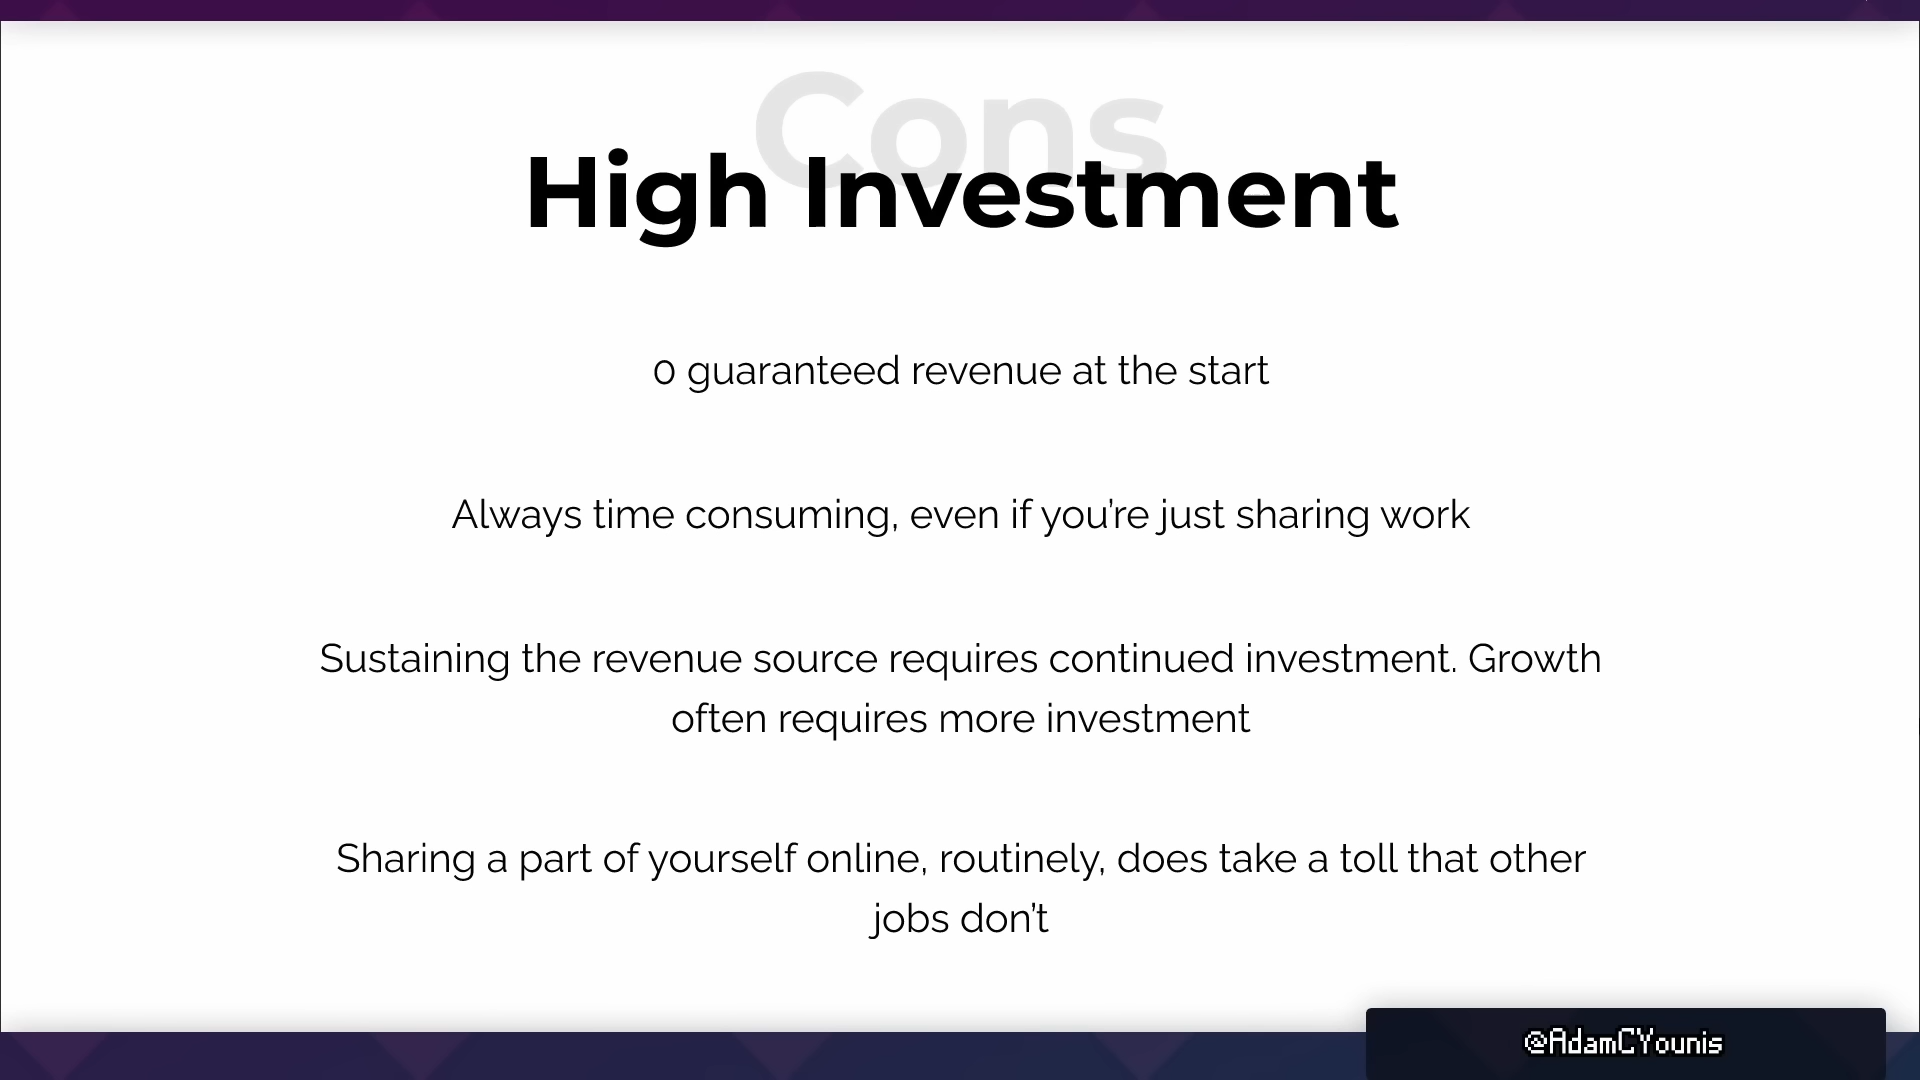 Cons
High Investment
0 guaranteed revenue at the start
Always time consuming, even if you’re just sharing work
Sustaining the revenue source requires continued investment. Growth
often requires more investment
Sharing a part of yourself online, routinely, does take a toll that other
jobs don’t
@AdamCYounis